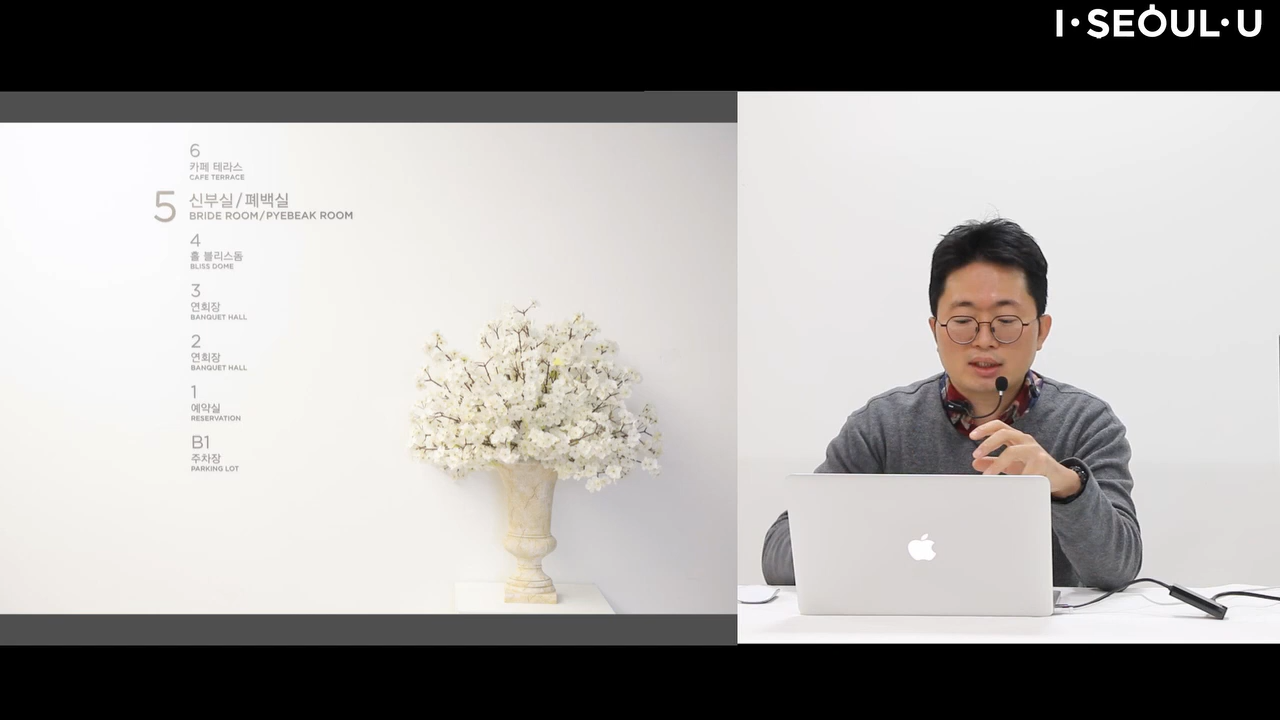 I·SEOUL·U
6
카페 테라스
CAFE TERRACE
5
신부실/폐백실
BRIDE ROOM/PYEBEAK ROOM
4
홀 블리스돔
BLISS DOME
3
연회장
BANQUET HALL
2
연회장
BANQUET HALL
1
예약실
RESERVATION
B1
주차장
PARKING LOT